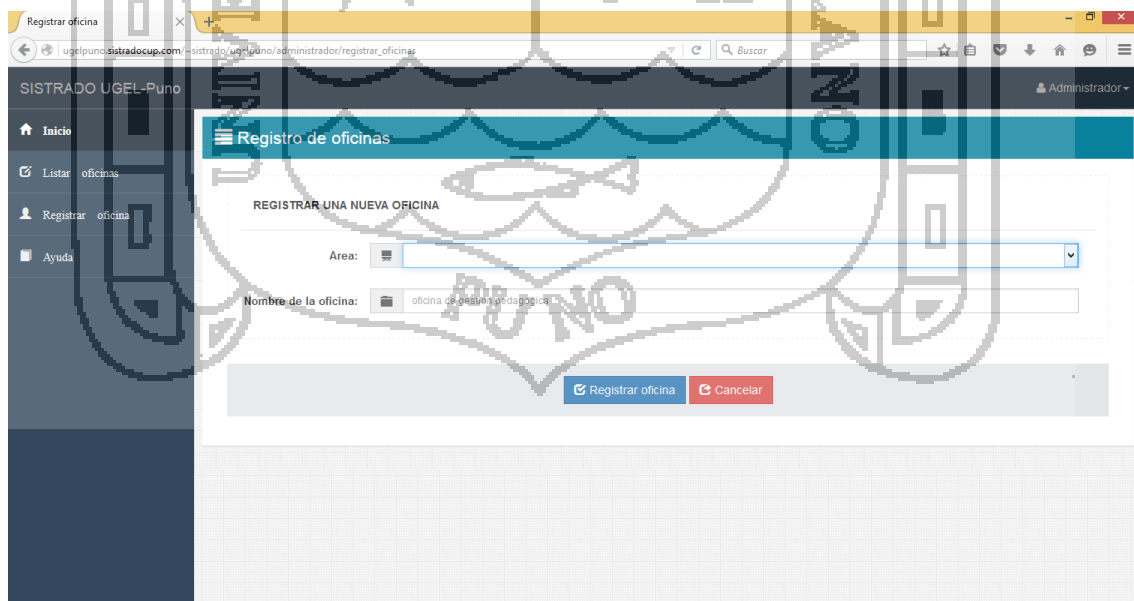 Registrar oficina
ugelpuno.sistradocup.com/~sistrado/ugelpuno/administrador/registrar_oficinas
Buscar
SISTRADO UGEL-Puno
Administrador
Inicio
Registro de oficinas
Listar oficinas
REGISTRAR UNA NUEVA OFICINA
Registrar oficina
Area:
Ayuda
Nombre de la oficina: oficina de gestion pedagogica
PUNO
Registrar oficina Cancelar